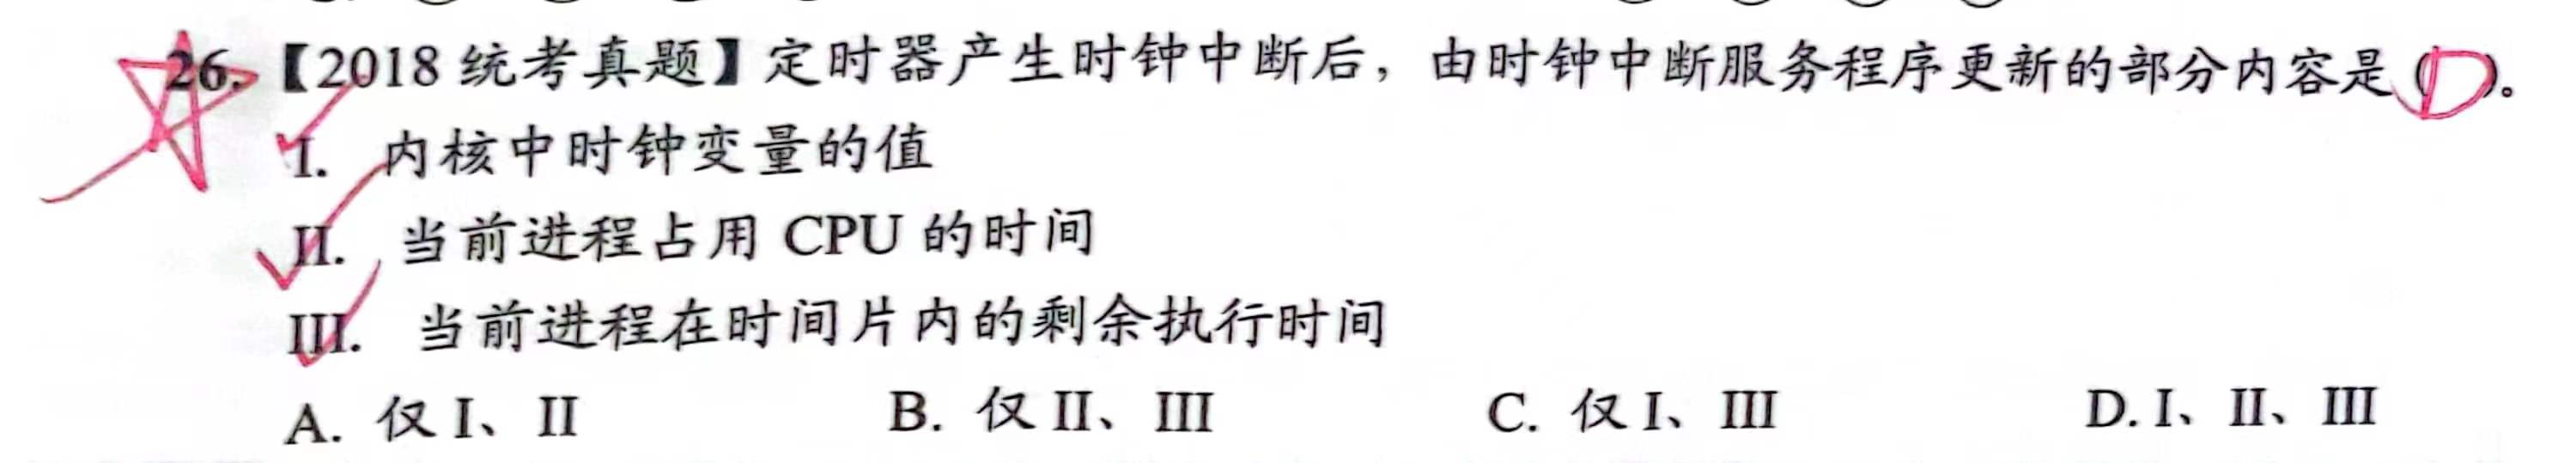 26.【2018统考真题】定时器产生时钟中断后，由时钟中断服务程序更新的部分内容是(D)。
I. 内核中时钟变量的值
II. 当前进程占用 CPU 的时间
III. 当前进程在时间片内的剩余执行时间
A. 仅 I、II B. 仅 II、III C. 仅 I、III D. I、II、III